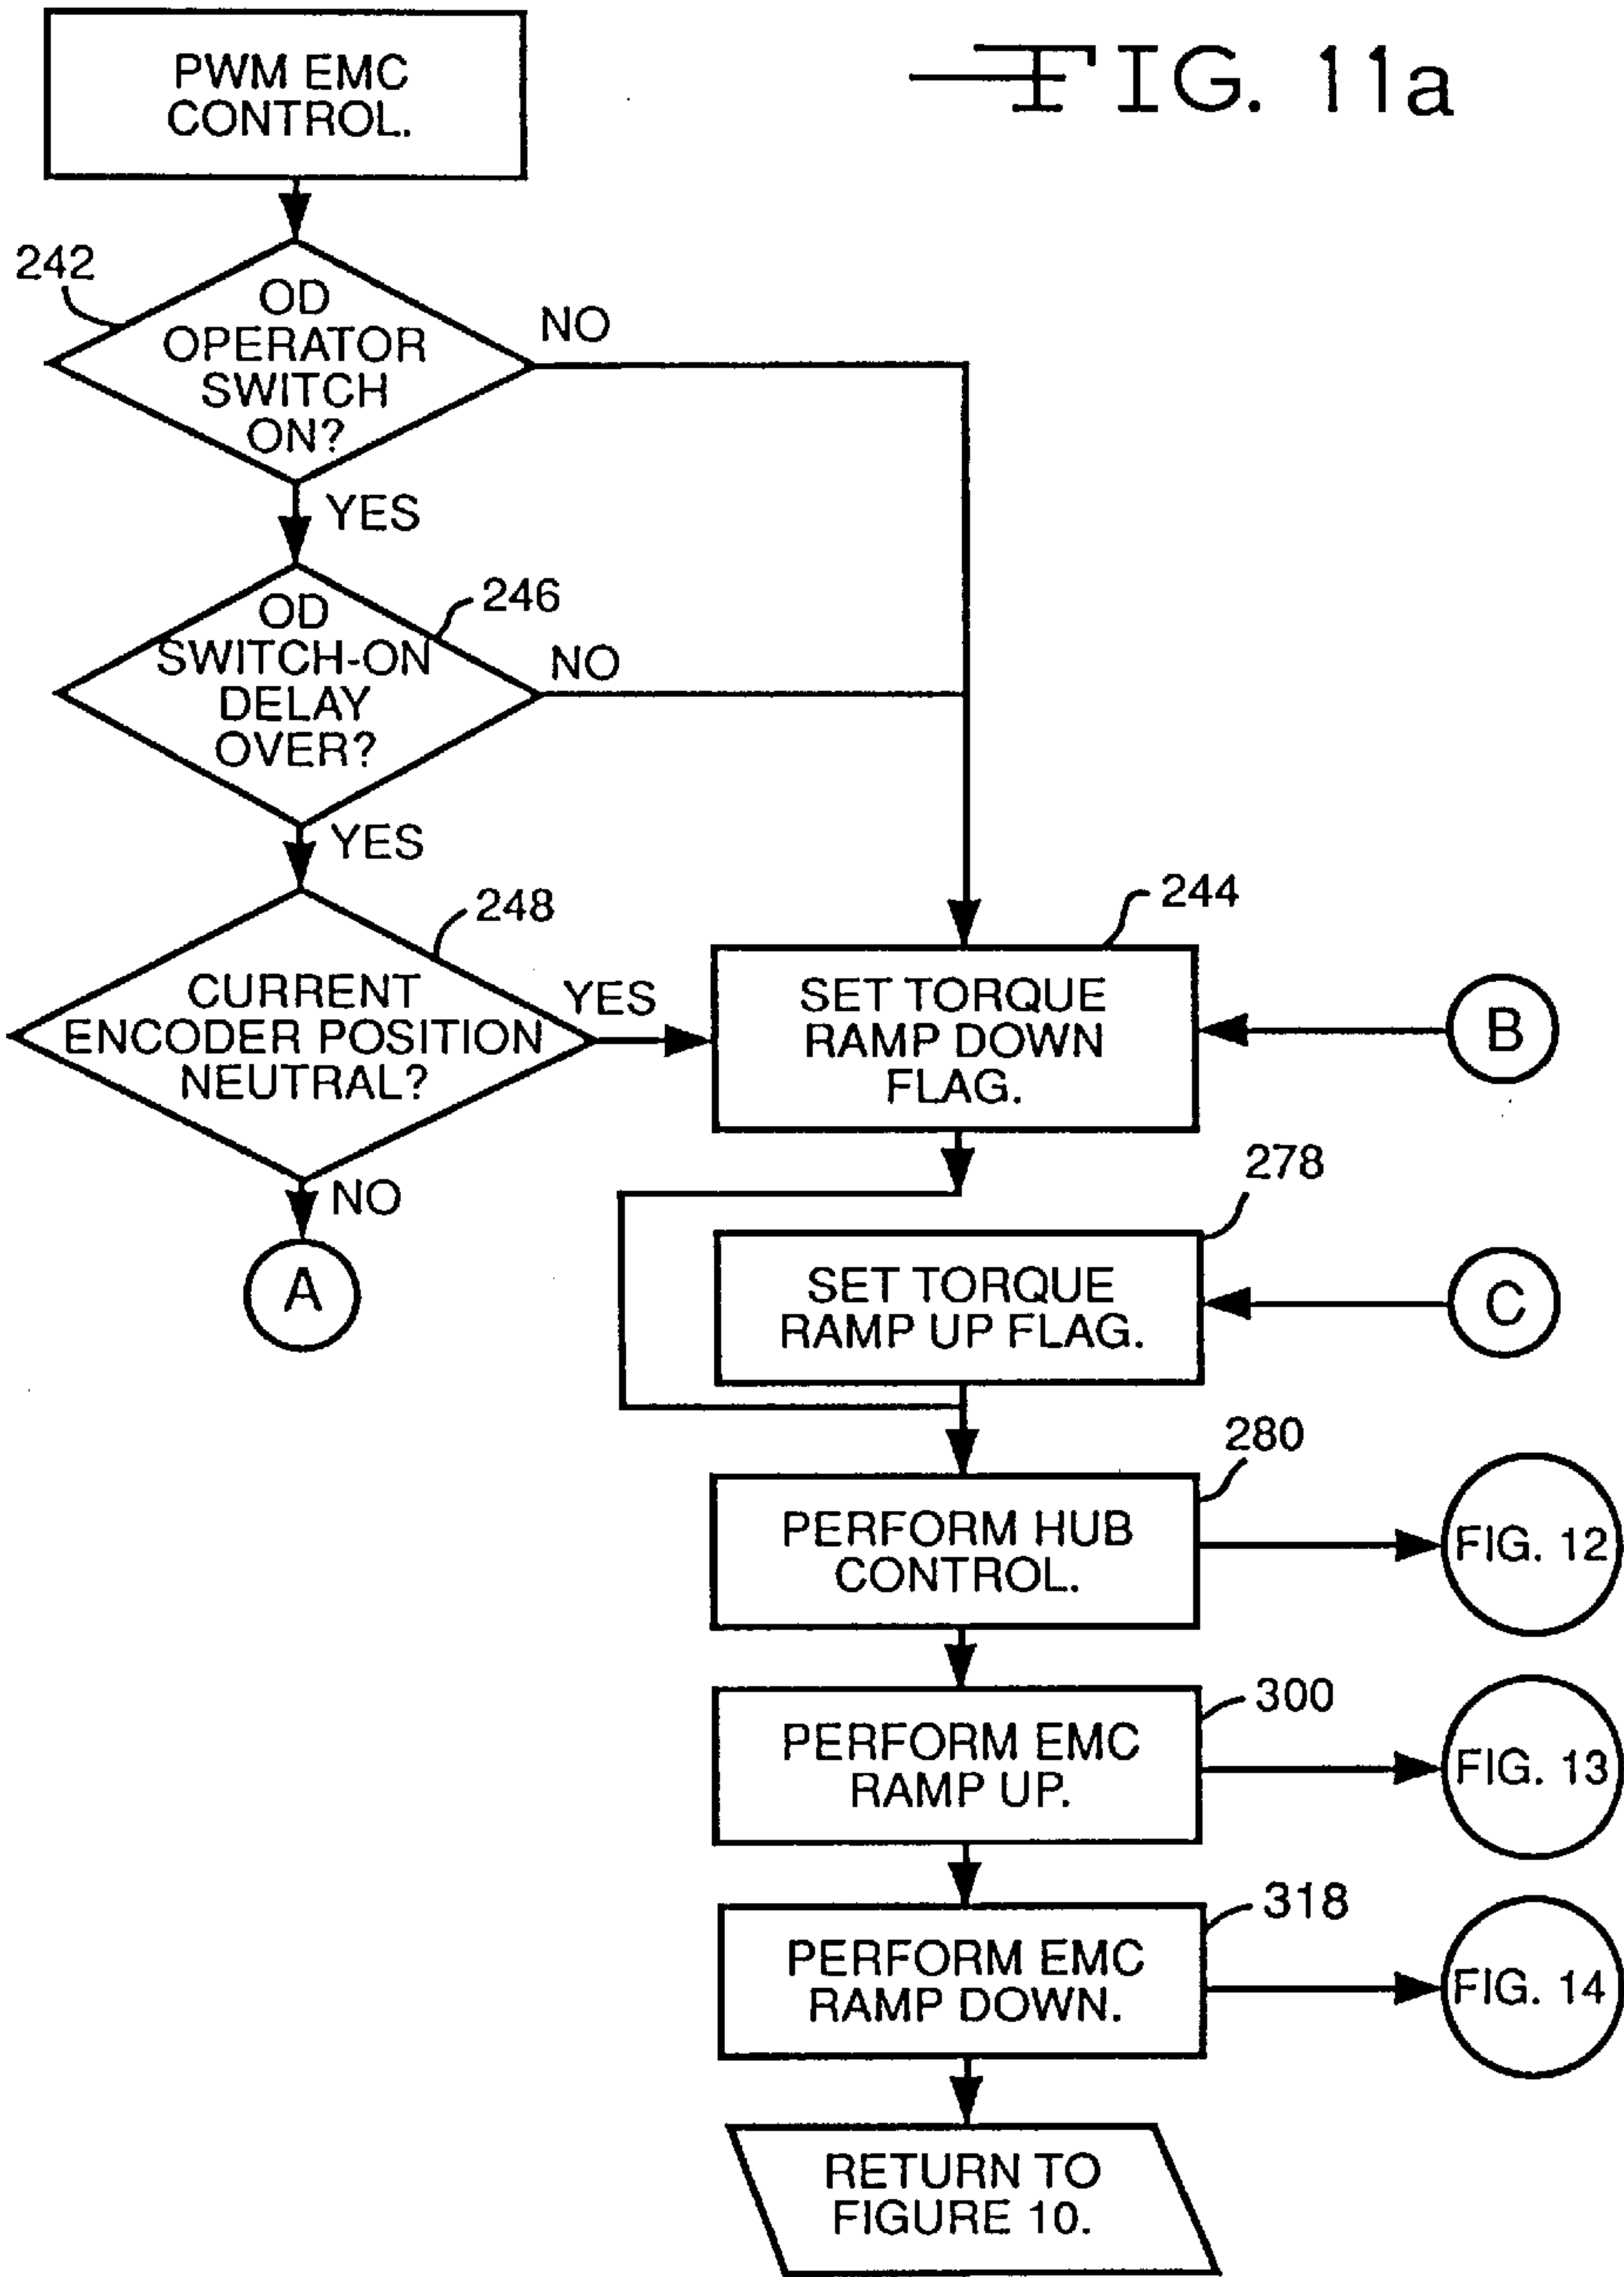 FIG. 11a
PWM EMC
CONTROL.
242
OD
OPERATOR
SWITCH
ON?
NO
YES
246
OD
SWITCH-ON
DELAY
OVER?
NO
YES
248
CURRENT
ENCODER POSITION
NEUTRAL?
YES
NO
A
244
SET TORQUE
RAMP DOWN
FLAG.
B
278
SET TORQUE
RAMP UP FLAG.
C
280
PERFORM HUB
CONTROL.
FIG. 12
300
PERFORM EMC
RAMP UP.
FIG. 13
318
PERFORM EMC
RAMP DOWN.
FIG. 14
RETURN TO
FIGURE 10.